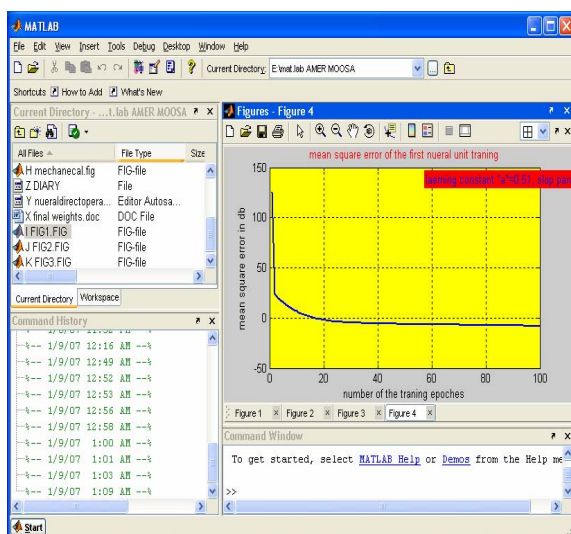 MATLAB
File Edit View Insert Tools Debug Desktop Window Help
Current Directory: E:\mat.lab AMER MOOSA
Shortcuts How to Add What's New
Current Directory - ...t.lab AMER MOOSA
All Files File Type Size
H mechanecal.fig FIG-file
Z DIARY File
Y nueraldirectopera... Editor Autosa...
X final weights.doc DOC File
I FIG1.FIG FIG-file
J FIG2.FIG FIG-file
K FIG3.FIG FIG-file
Current Directory Workspace
Command History
%-- 1/9/07 12:16 AM --%
%-- 1/9/07 12:49 AM --%
%-- 1/9/07 12:52 AM --%
%-- 1/9/07 12:53 AM --%
%-- 1/9/07 12:56 AM --%
%-- 1/9/07 12:58 AM --%
%-- 1/9/07 1:00 AM --%
%-- 1/9/07 1:01 AM --%
%-- 1/9/07 1:03 AM --%
%-- 1/9/07 1:09 AM --%
Figures - Figure 4
mean square error of the first nueral unit traning
laerning constant "a"=0.51, slop par
mean square error in db
150
100
50
0
-50
0 20 40 60 80 100
number of the traning epoches
Figure 1 Figure 2 Figure 3 Figure 4
Command Window
To get started, select MATLAB Help or Demos from the Help me
>>
Start